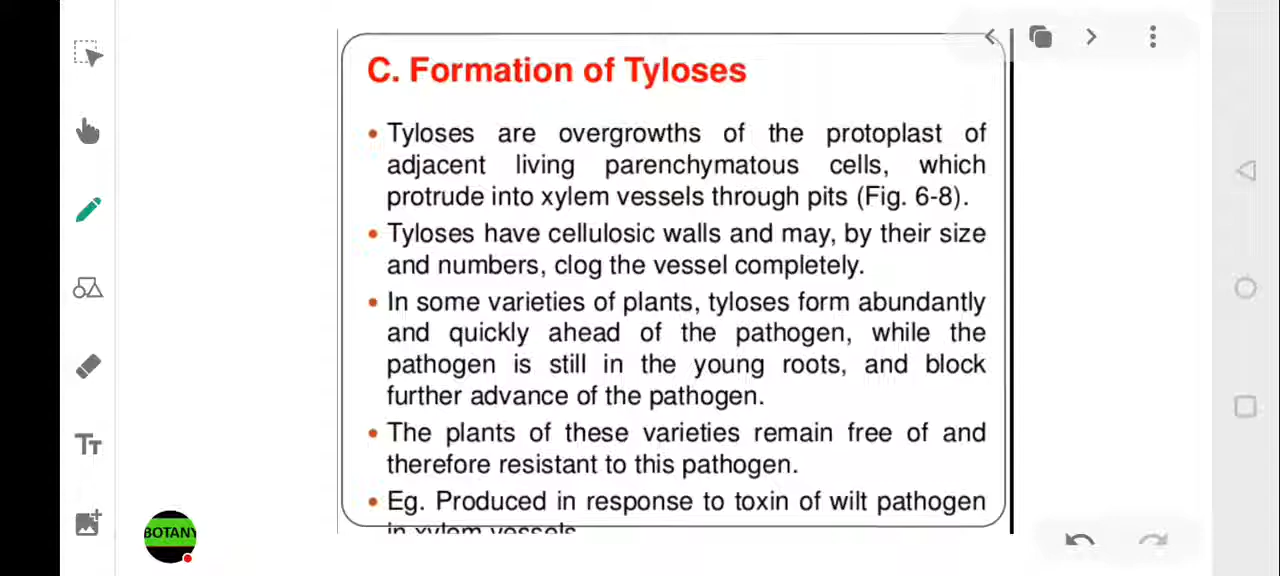 C. Formation of Tyloses
• Tyloses are overgrowths of the protoplast of
adjacent living parenchymatous cells, which
protrude into xylem vessels through pits (Fig. 6-8).
• Tyloses have cellulosic walls and may, by their size
and numbers, clog the vessel completely.
• In some varieties of plants, tyloses form abundantly
and quickly ahead of the pathogen, while the
pathogen is still in the young roots, and block
further advance of the pathogen.
• The plants of these varieties remain free of and
therefore resistant to this pathogen.
• Eg. Produced in response to toxin of wilt pathogen
in xylem vessels
TT
BOTANY